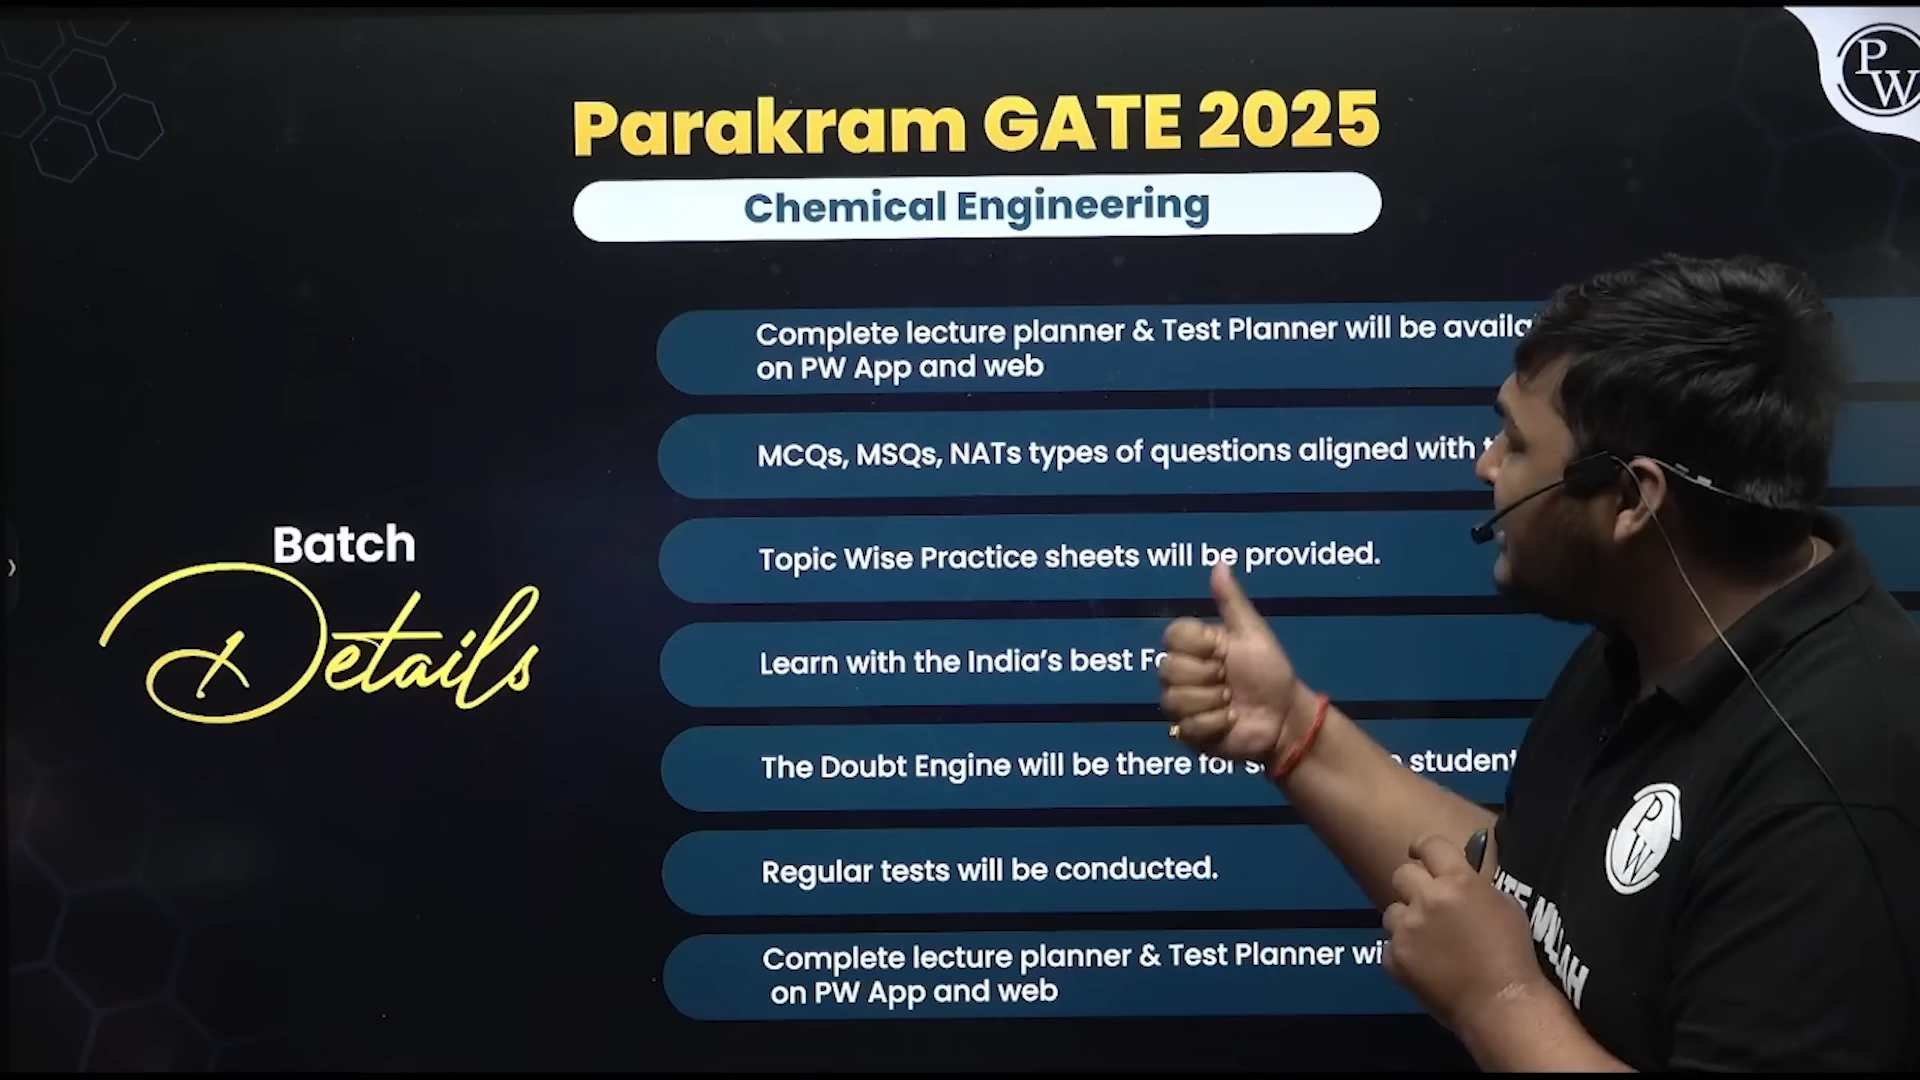 PW
Parakram GATE 2025
Chemical Engineering
Complete lecture planner & Test Planner will be
on PW App and web
MCQs, MSQs, NATs types of questions aligned with
Topic Wise Practice sheets will be provided.
Learn with the India's best
Batch
Details
The Doubt Engine will be there for
Regular tests will be conducted.
Complete lecture planner & Test Planner
on PW App and web
PW